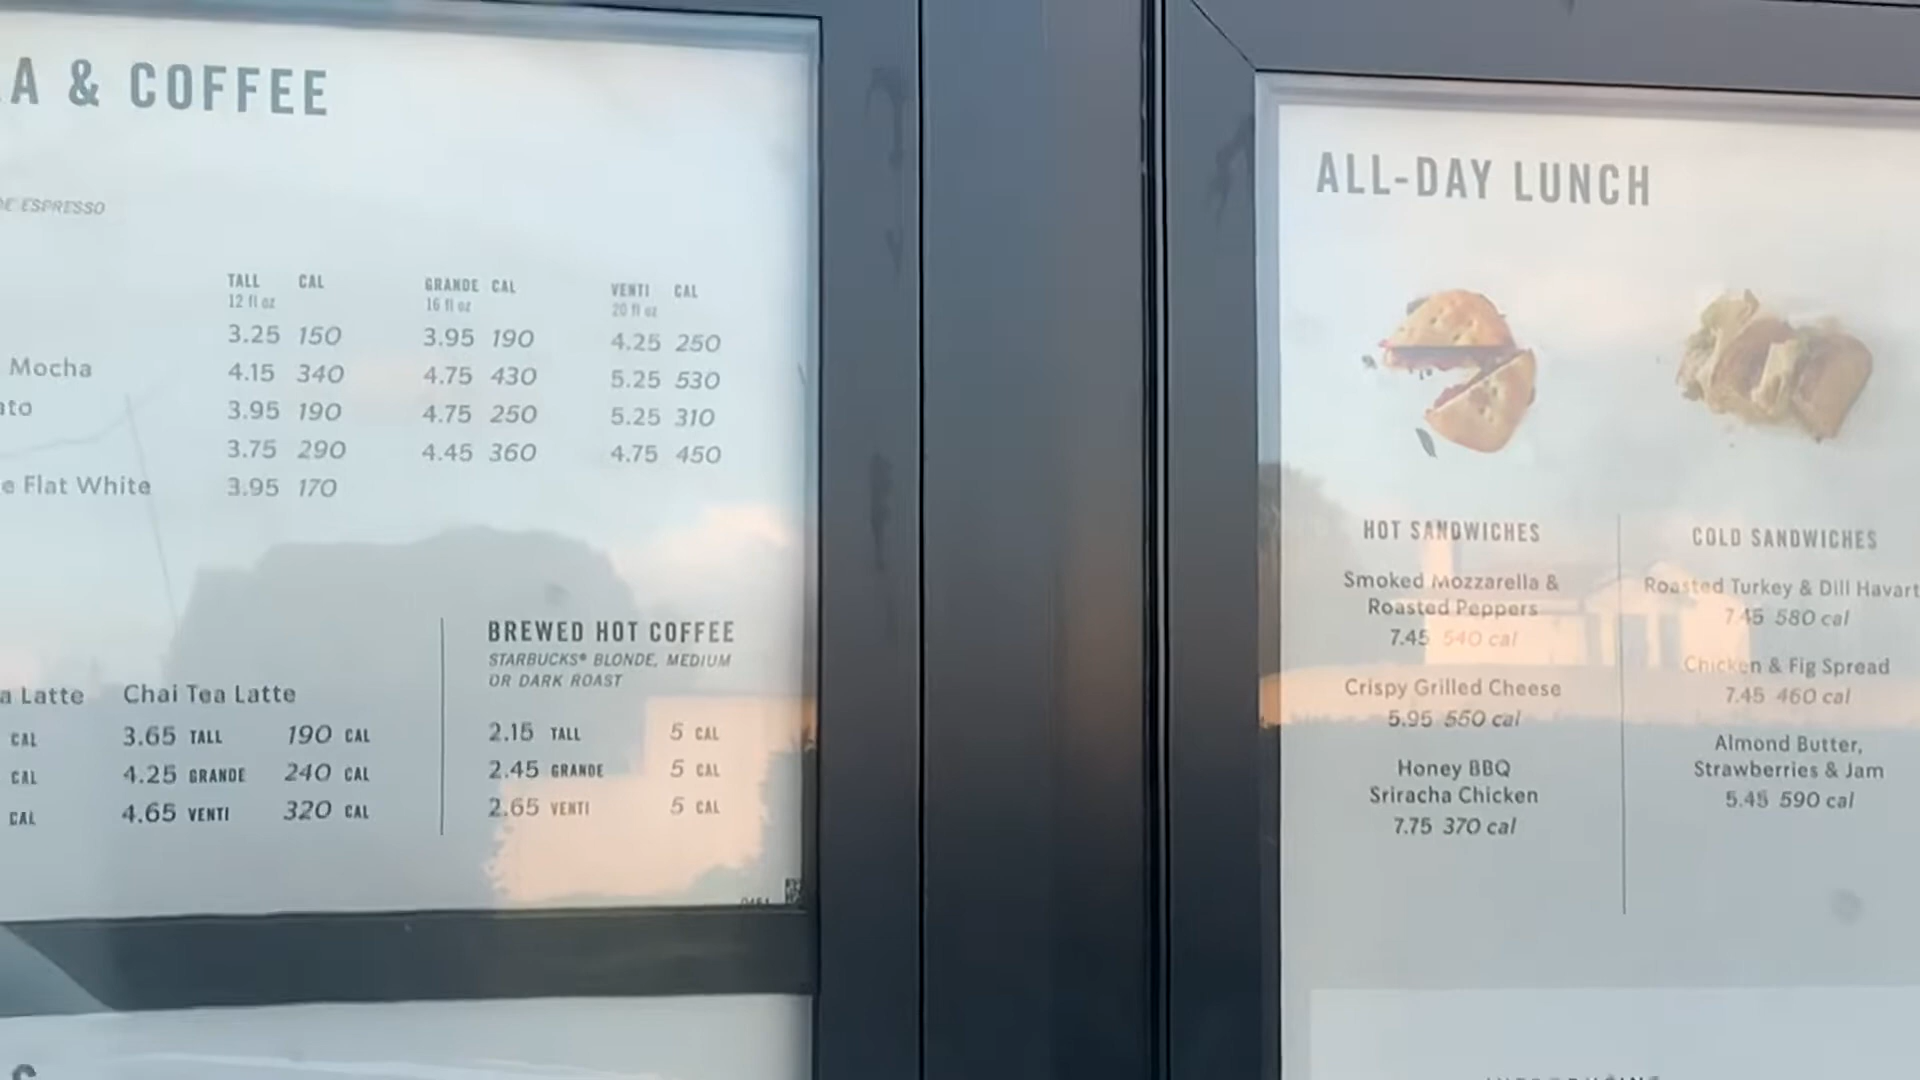 A & COFFEE
ESPRESSO
TALL CAL GRANDE CAL VENTI CAL
12 fl oz 16 fl oz 20 fl oz
3.25 150 3.95 190 4.25 250
Mocha 4.15 340 4.75 430 5.25 530
3.95 190 4.75 250 5.25 310
3.75 290 4.45 360 4.75 450
e Flat White 3.95 170
a Latte Chai Tea Latte
CAL 3.65 TALL 190 CAL
CAL 4.25 GRANDE 240 CAL
CAL 4.65 VENTI 320 CAL
BREWED HOT COFFEE
STARBUCKS® BLONDE, MEDIUM
OR DARK ROAST
2.15 TALL 5 CAL
2.45 GRANDE 5 CAL
2.65 VENTI 5 CAL
ALL-DAY LUNCH
HOT SANDWICHES
Smoked Mozzarella &
Roasted Peppers
7.45 540 cal
Crispy Grilled Cheese
5.95 550 cal
Honey BBQ
Sriracha Chicken
7.75 370 cal
COLD SANDWICHES
Roasted Turkey & Dill Havart
7.45 580 cal
Chicken & Fig Spread
7.45 460 cal
Almond Butter,
Strawberries & Jam
5.45 590 cal